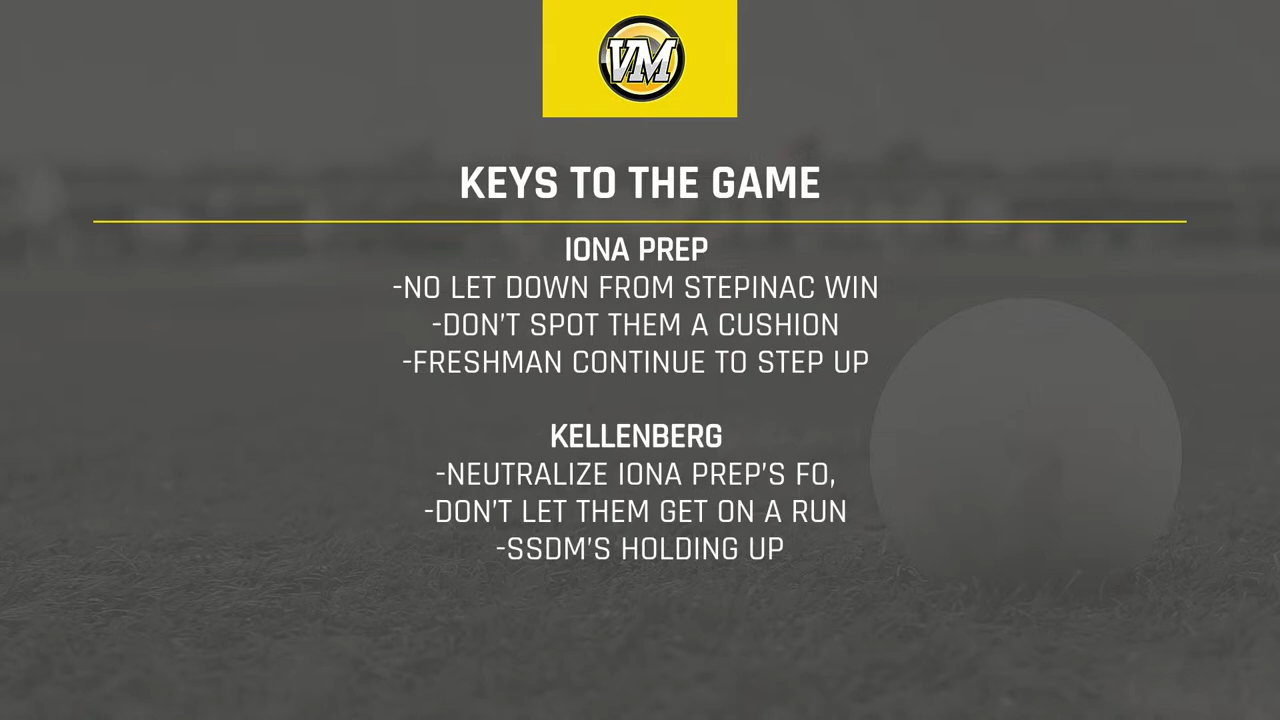 VM
KEYS TO THE GAME
IONA PREP
-NO LET DOWN FROM STEPINAC WIN
-DON'T SPOT THEM A CUSHION
-FRESHMAN CONTINUE TO STEP UP
KELLENBERG
-NEUTRALIZE IONA PREP'S FO,
-DON'T LET THEM GET ON A RUN
-SSDM'S HOLDING UP